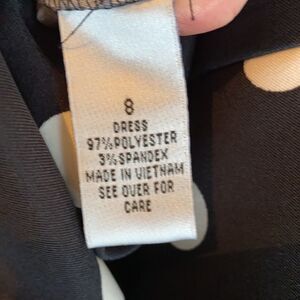 8
DRESS
97%POLYESTER
3%SPANDEX
MADE IN VIETNAM
SEE OVER FOR
CARE